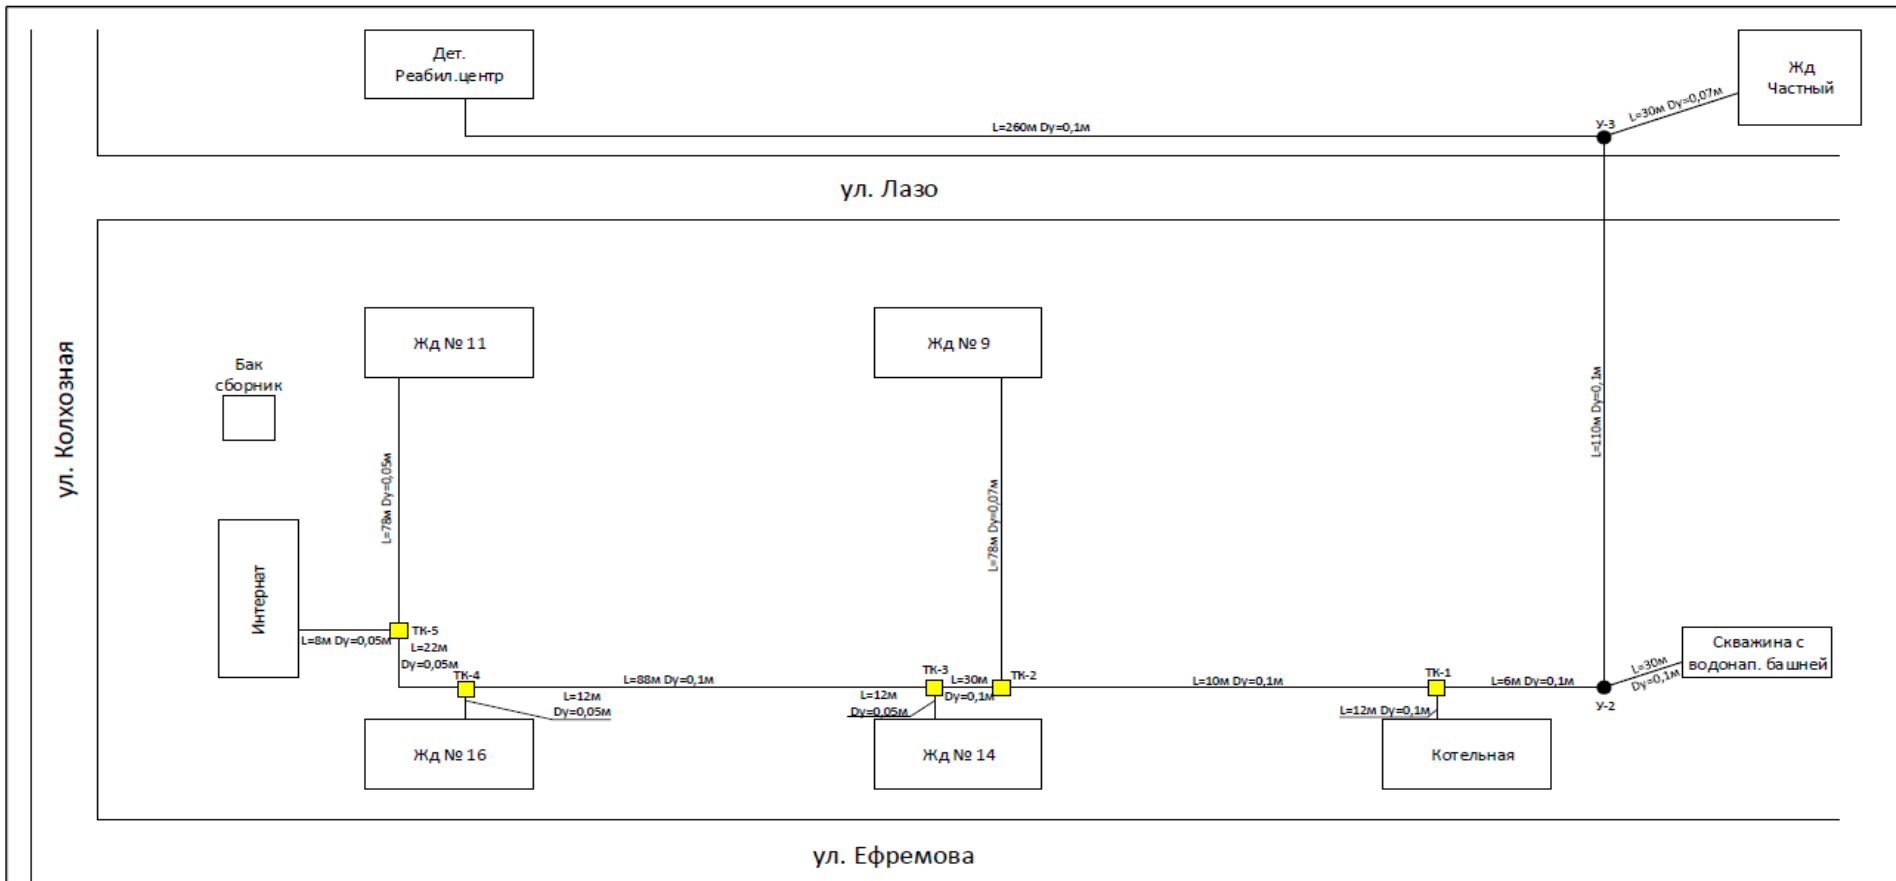 Дет.
Реабил.центр
Жд
Частный
L=30м Dy=0,07м
У-3
L=260м Dy=0,1м
ул. Лазо
ул. Колхозная
Жд № 11
Жд № 9
Бак
сборник
L=110м Dy=0,1м
L=78м Dy=0,05м
L=78м Dy=0,07м
Интернат
ТК-5
L=8м Dy=0,05м
L=22м
Dy=0,05м
ТК-4
L=88м Dy=0,1м
ТК-3
L=30м
Dy=0,1м
ТК-2
L=10м Dy=0,1м
ТК-1
L=6м Dy=0,1м
Скважина с
водонап. башней
L=30м
Dy=0,1м
У-2
L=12м
Dy=0,05м
L=12м
Dy=0,05м
L=12м Dy=0,1м
Жд № 16
Жд № 14
Котельная
ул. Ефремова